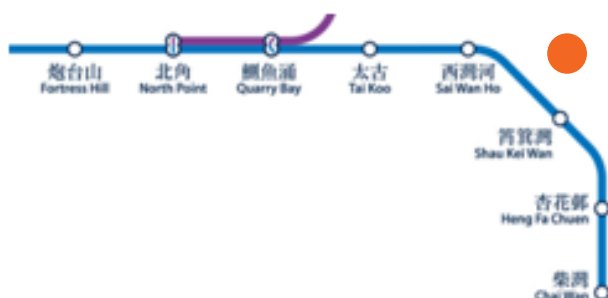 炮台山
Fortress Hill
北角
North Point
鰂魚涌
Quarry Bay
太古
Tai Koo
西灣河
Sai Wan Ho
筲箕灣
Shau Kei Wan
杏花邨
Heng Fa Chuen
柴灣
Chai Wan